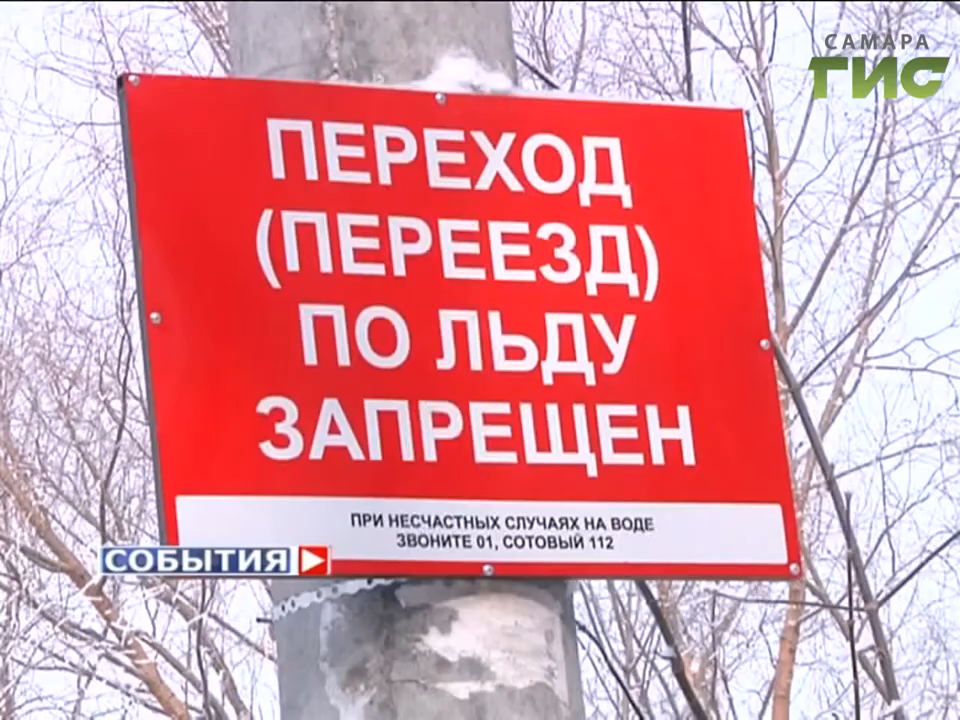 САМАРА
ГИС
ПЕРЕХОД
(ПЕРЕЕЗД)
ПО ЛЬДУ
ЗАПРЕЩЕН
ПРИ НЕСЧАСТНЫХ СЛУЧАЯХ НА ВОДЕ
ЗВОНИТЕ 01, СОТОВЫЙ 112
СОБЫТИЯ